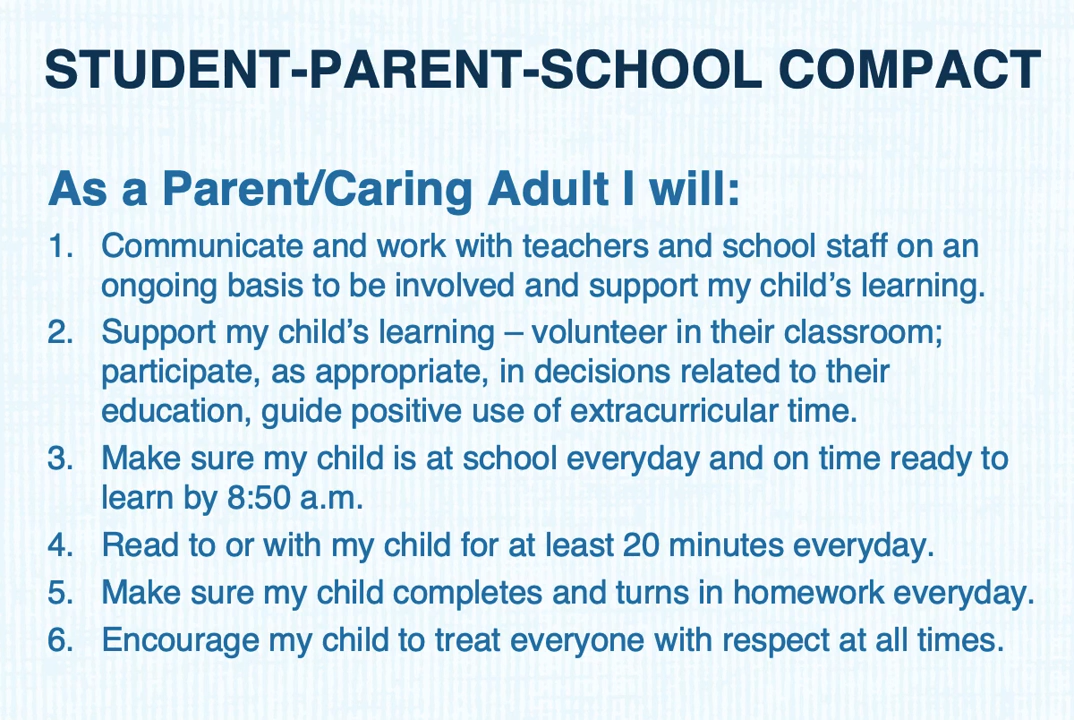 STUDENT-PARENT-SCHOOL COMPACT
As a Parent/Caring Adult I will:
1. Communicate and work with teachers and school staff on an
ongoing basis to be involved and support my child’s learning.
2. Support my child’s learning – volunteer in their classroom;
participate, as appropriate, in decisions related to their
education, guide positive use of extracurricular time.
3. Make sure my child is at school everyday and on time ready to
learn by 8:50 a.m.
4. Read to or with my child for at least 20 minutes everyday.
5. Make sure my child completes and turns in homework everyday.
6. Encourage my child to treat everyone with respect at all times.